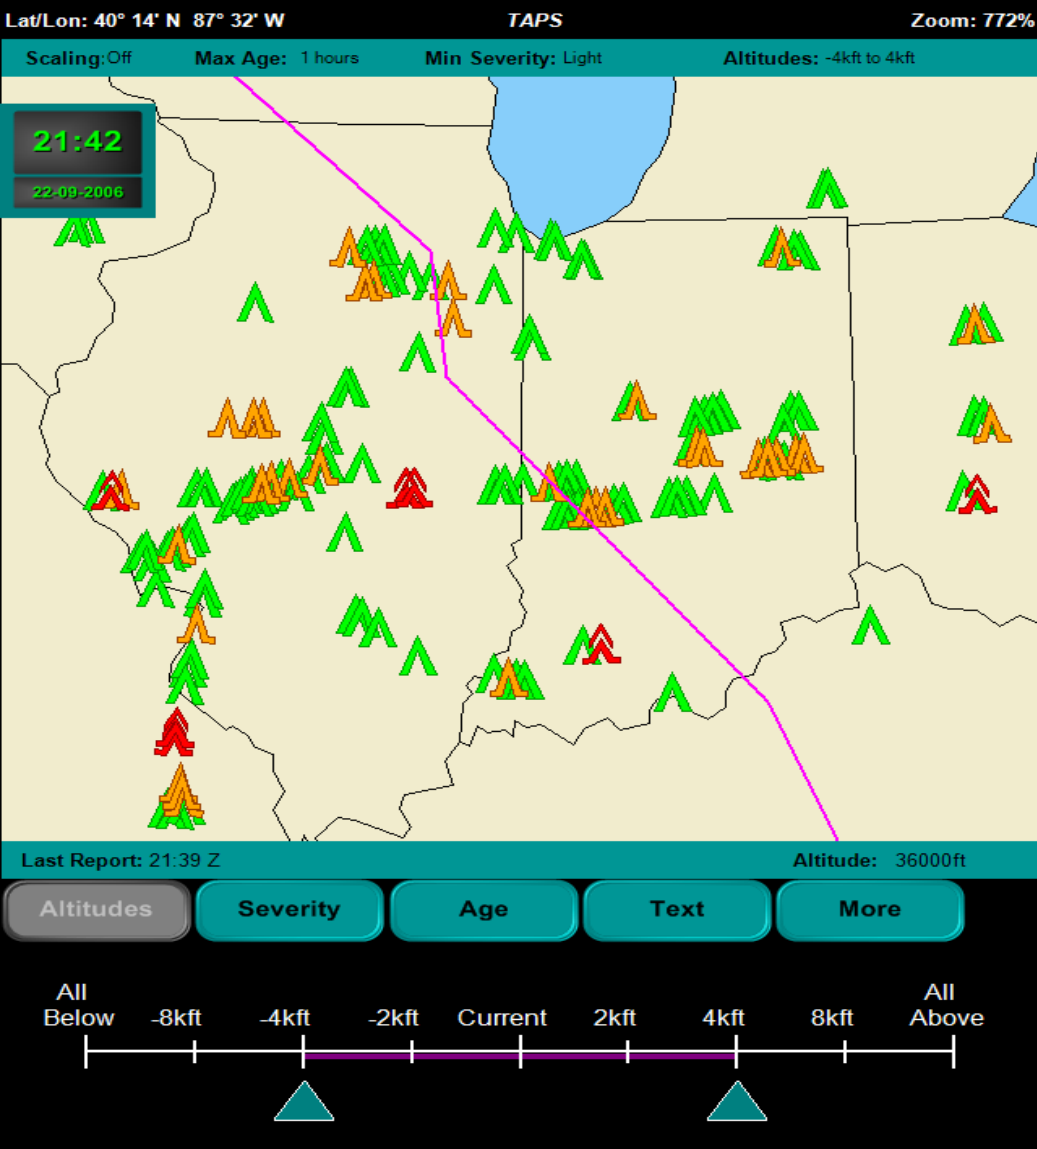 Lat/Lon: 40° 14' N 87° 32' W TAPS Zoom: 772%
Scaling:Off Max Age: 1 hours Min Severity: Light Altitudes: -4kft to 4kft
21:42
22-09-2006
Last Report: 21:39 Z Altitude: 36000ft
Altitudes Severity Age Text More
All All
Below -8kft -4kft -2kft Current 2kft 4kft 8kft Above